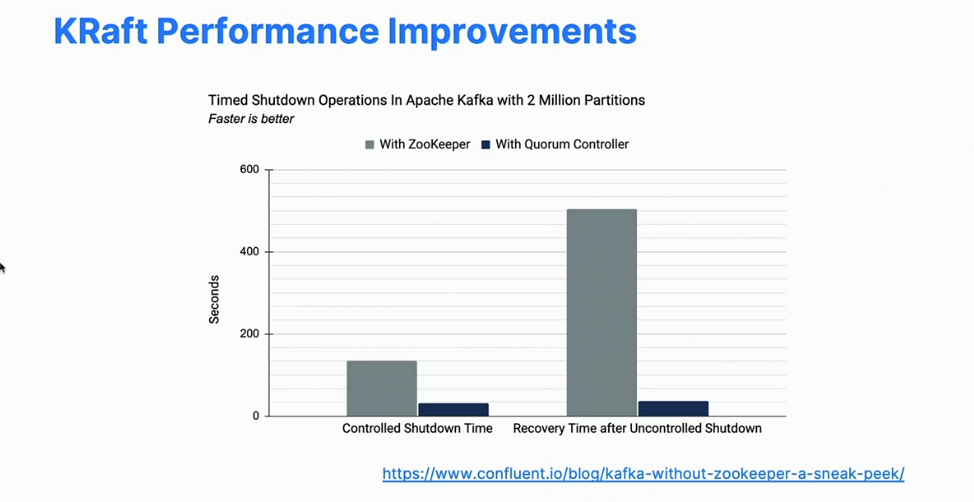 KRaft Performance Improvements
Timed Shutdown Operations In Apache Kafka with 2 Million Partitions
Faster is better
With ZooKeeper With Quorum Controller
600
400
200
0
Seconds
Controlled Shutdown Time Recovery Time after Uncontrolled Shutdown
https://www.confluent.io/blog/kafka-without-zookeeper-a-sneak-peek/